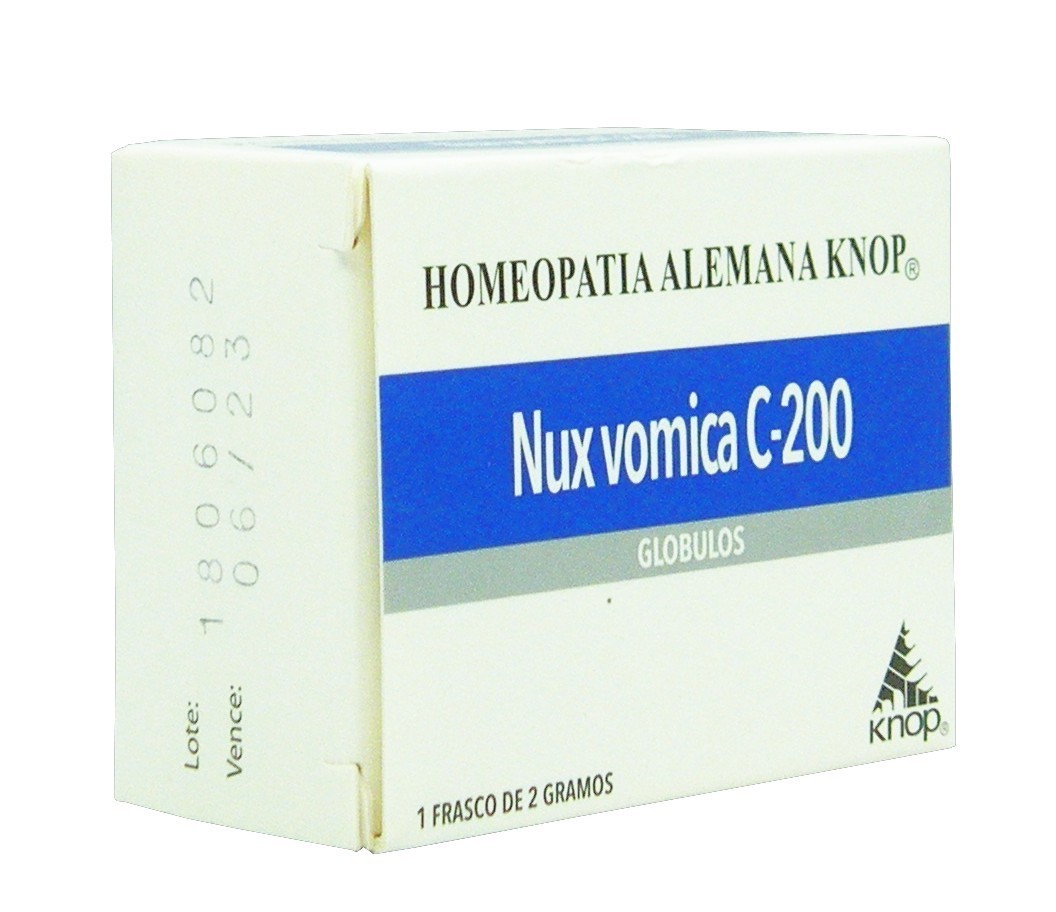 HOMEOPATIA ALEMANA KNOP®
Nux vomica C-200
GLOBULOS
knop®
1 FRASCO DE 2 GRAMOS
Lote: 1806082
Vence: 06/23